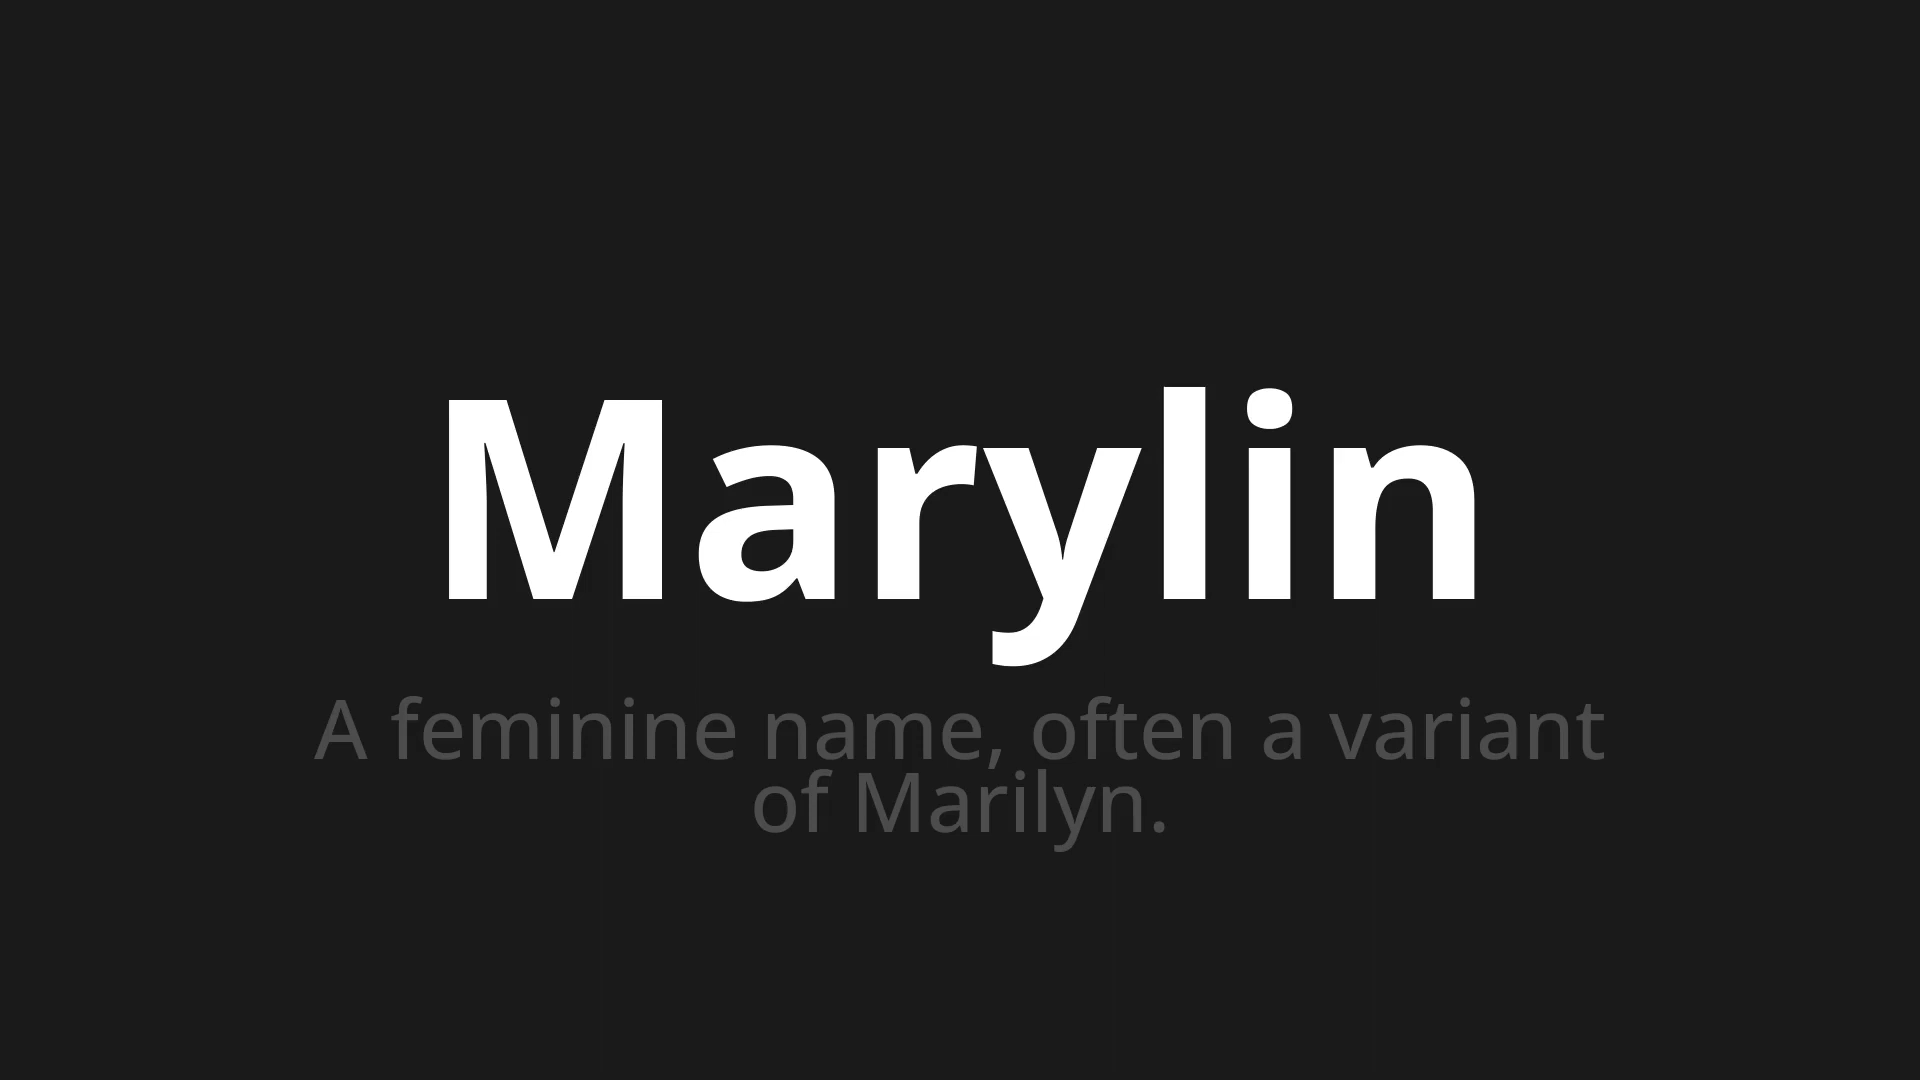 Marylin
A feminine name, often a variant
of Marilyn.